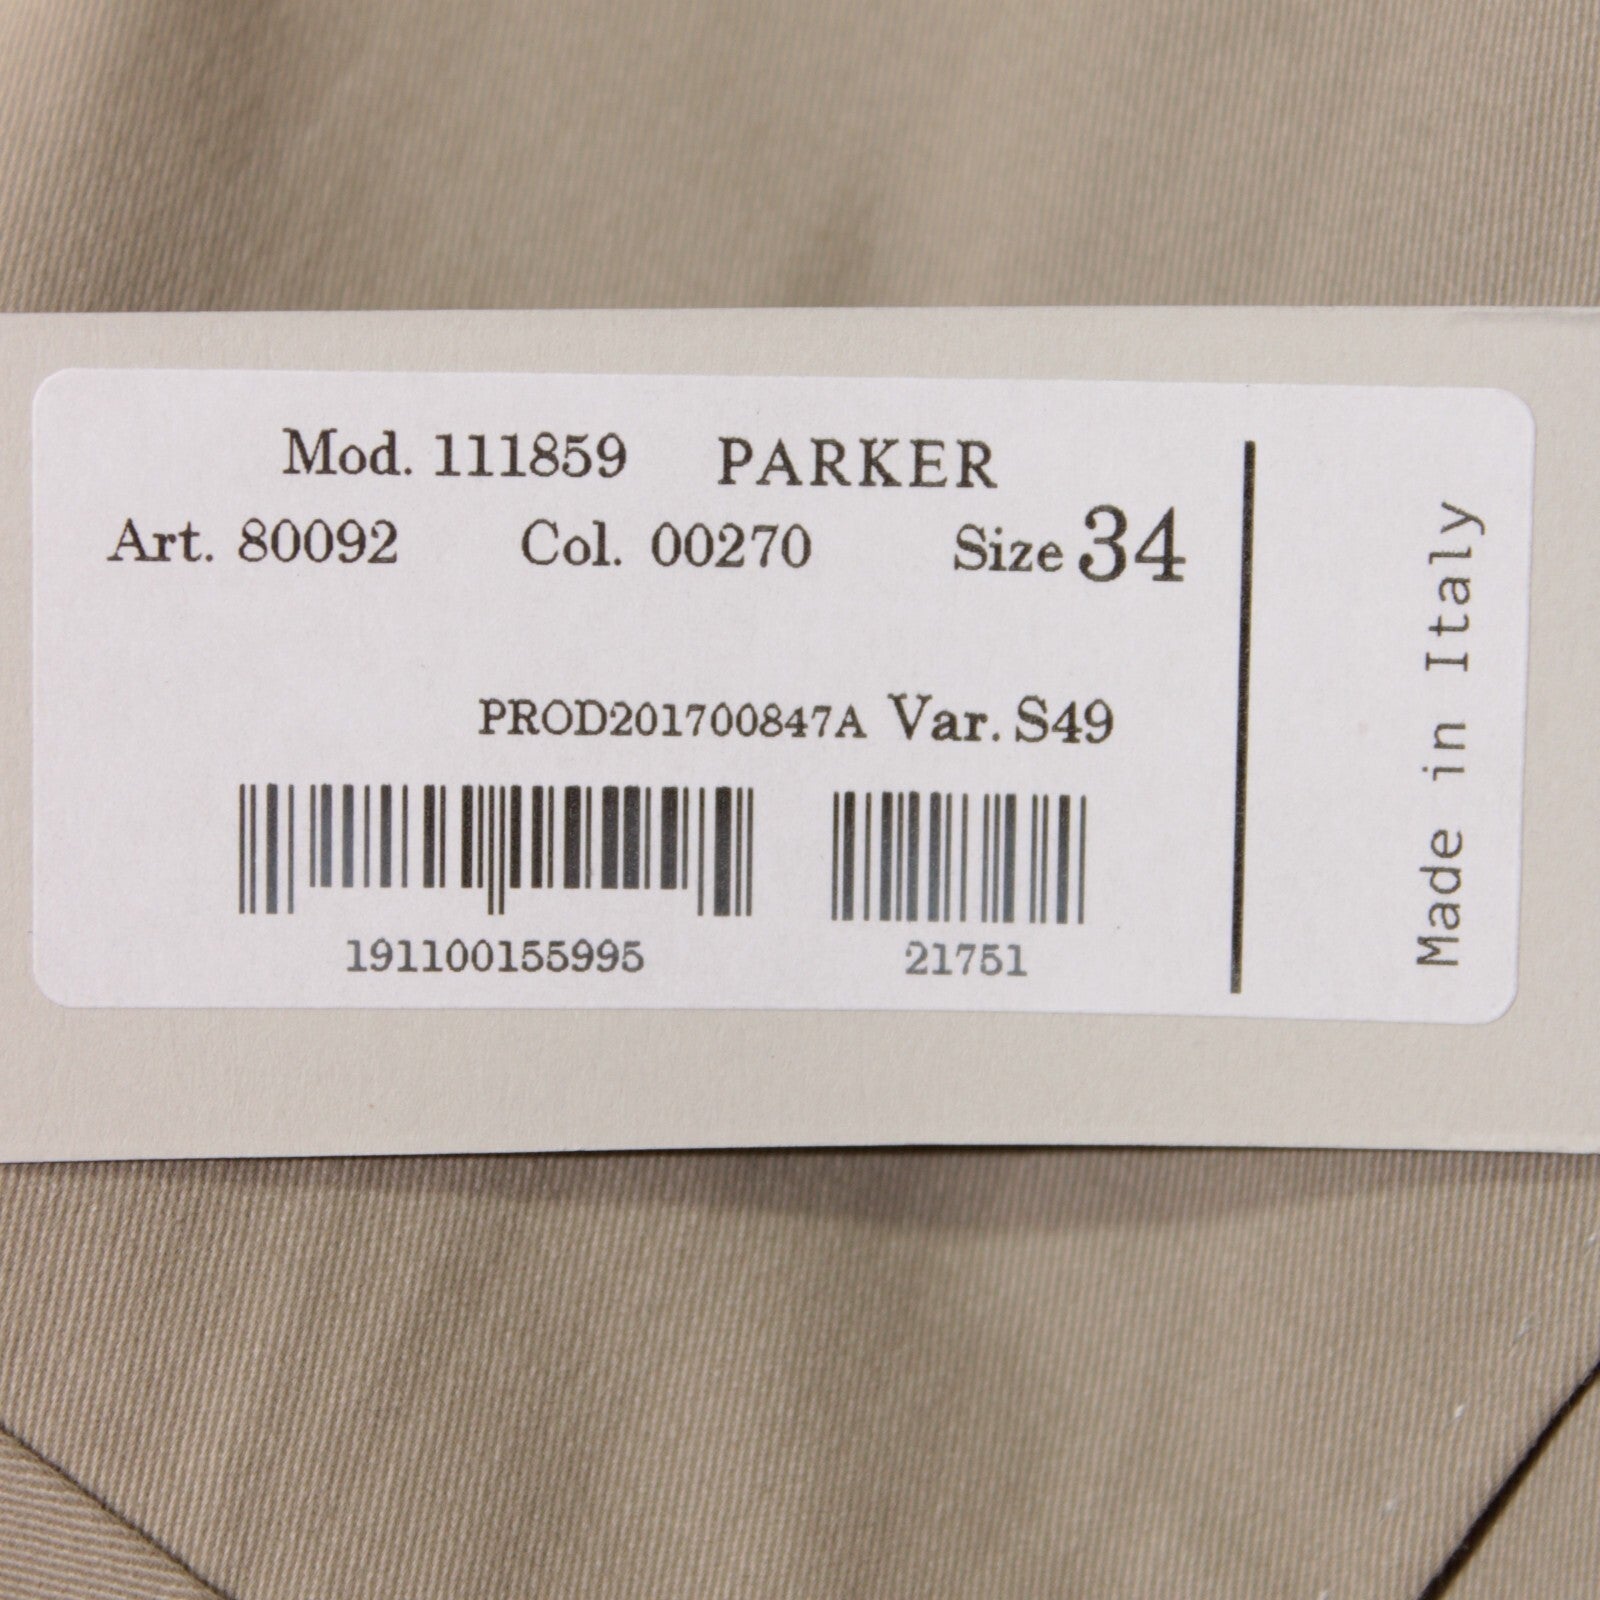 Mod. 111859 PARKER
Art. 80092 Col. 00270 Size 34
PROD201700847A Var. S49
191100155995 21751
Made in Italy